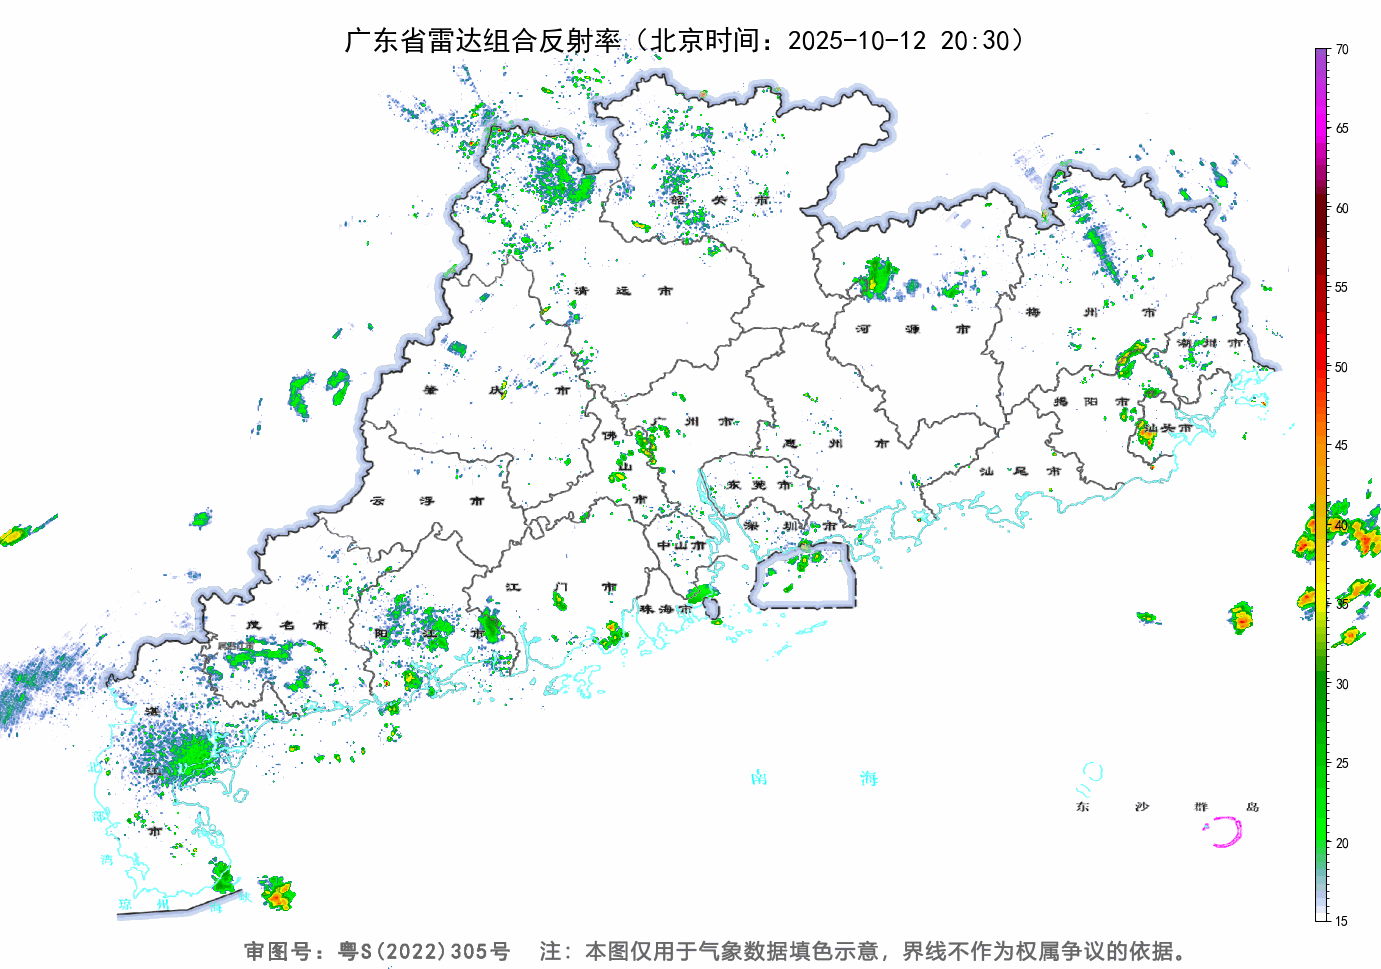 广东省雷达组合反射率（北京时间：2025-10-12 20:30）
70
65
60
55
50
45
40
35
30
25
20
15
韶 关 市
清 远 市
河 源 市
梅 州 市
潮 州 市
肇 庆 市
揭 阳 市
广 州 市
佛 山 市
惠 州 市
汕头市
汕 尾 市
云 浮 市
东 莞 市
深 圳 市
中山市
江 门 市
珠海市
茂 名 市
阳 江 市
湛 江 市
南 海
东 沙 群 岛
北 部 湾
琼 州 海 峡
审图号：粤S(2022)305号 注：本图仅用于气象数据填色示意，界线不作为权属争议的依据。